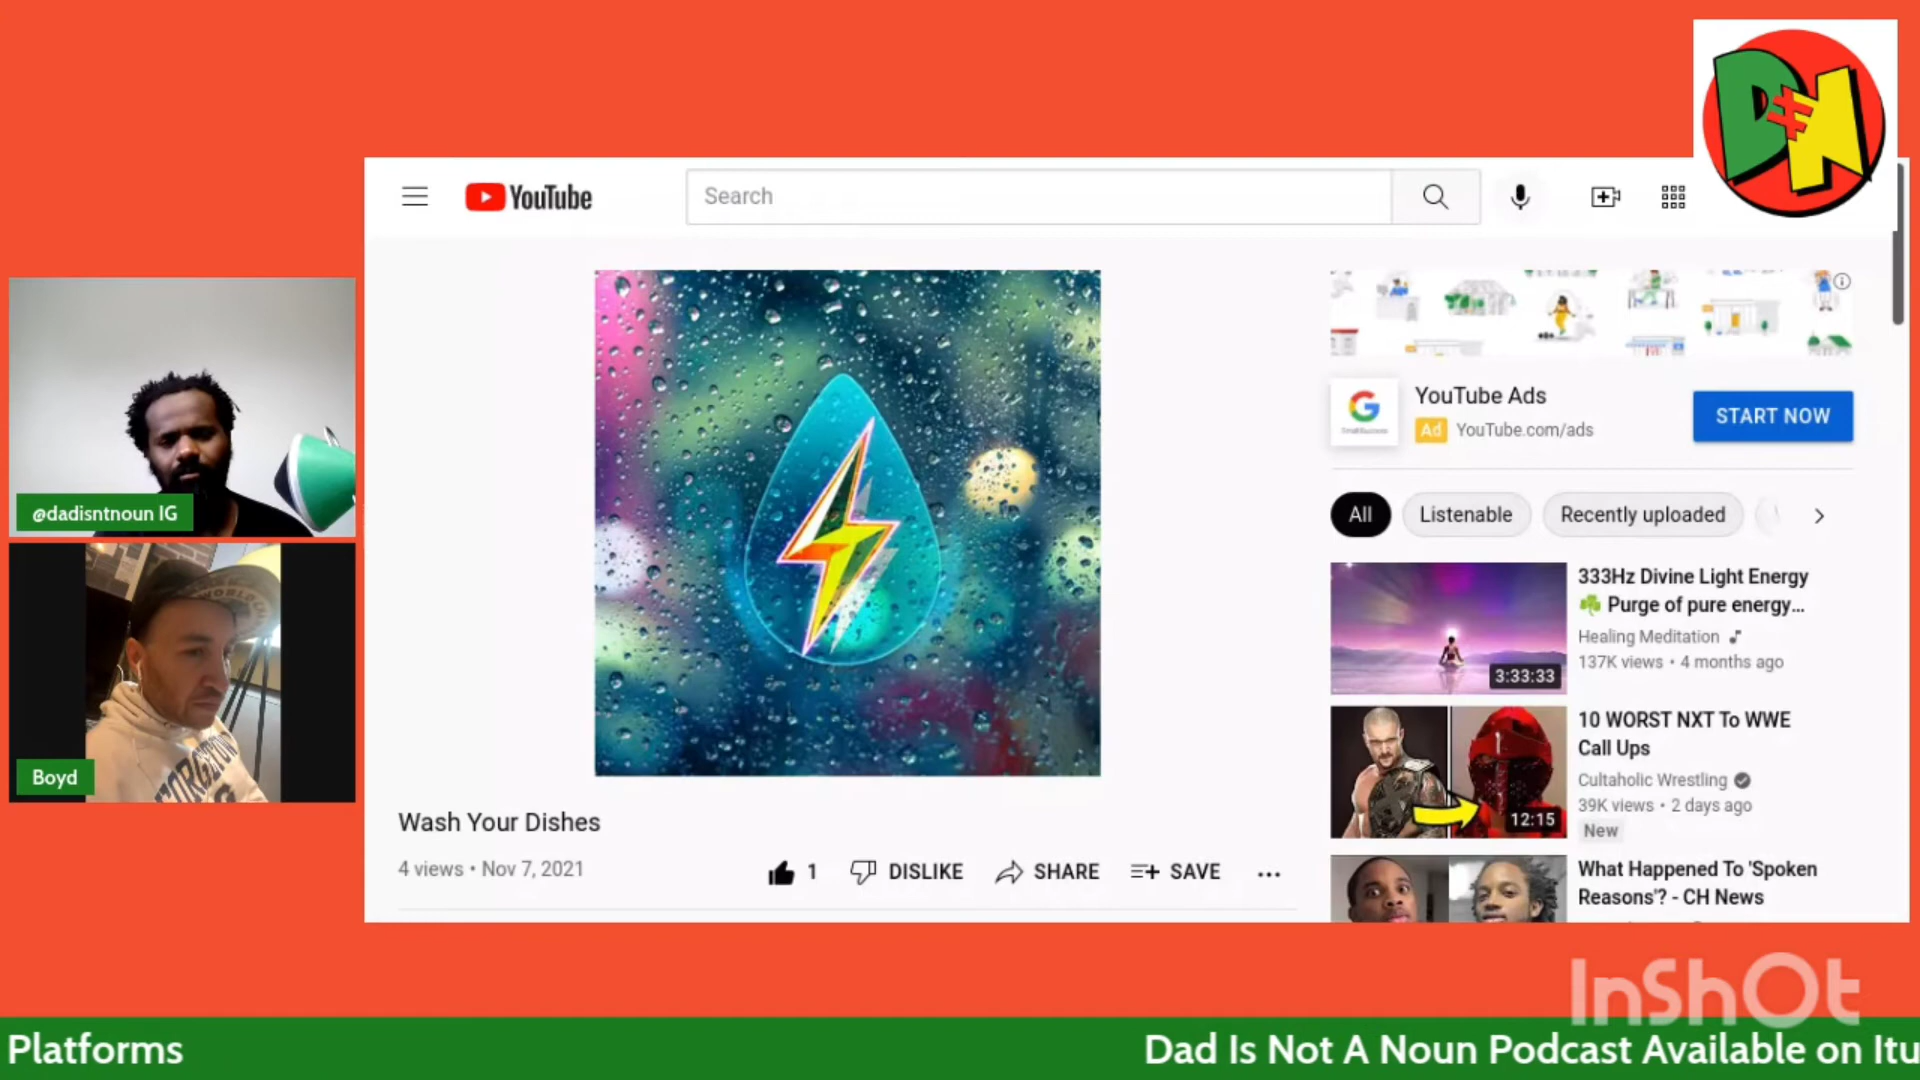 D#N
YouTube
Search
YouTube Ads
Ad YouTube.com/ads
START NOW
All
Listenable
Recently uploaded
333Hz Divine Light Energy
☘️ Purge of pure energy...
Healing Meditation
137K views • 4 months ago
3:33:33
10 WORST NXT To WWE
Call Ups
Cultaholic Wrestling
39K views • 2 days ago
New
12:15
What Happened To 'Spoken
Reasons'? - CH News
@dadisntnoun IG
Boyd
Wash Your Dishes
4 views • Nov 7, 2021
1
DISLIKE
SHARE
SAVE
InShOt
Platforms
Dad Is Not A Noun Podcast Available on Itu